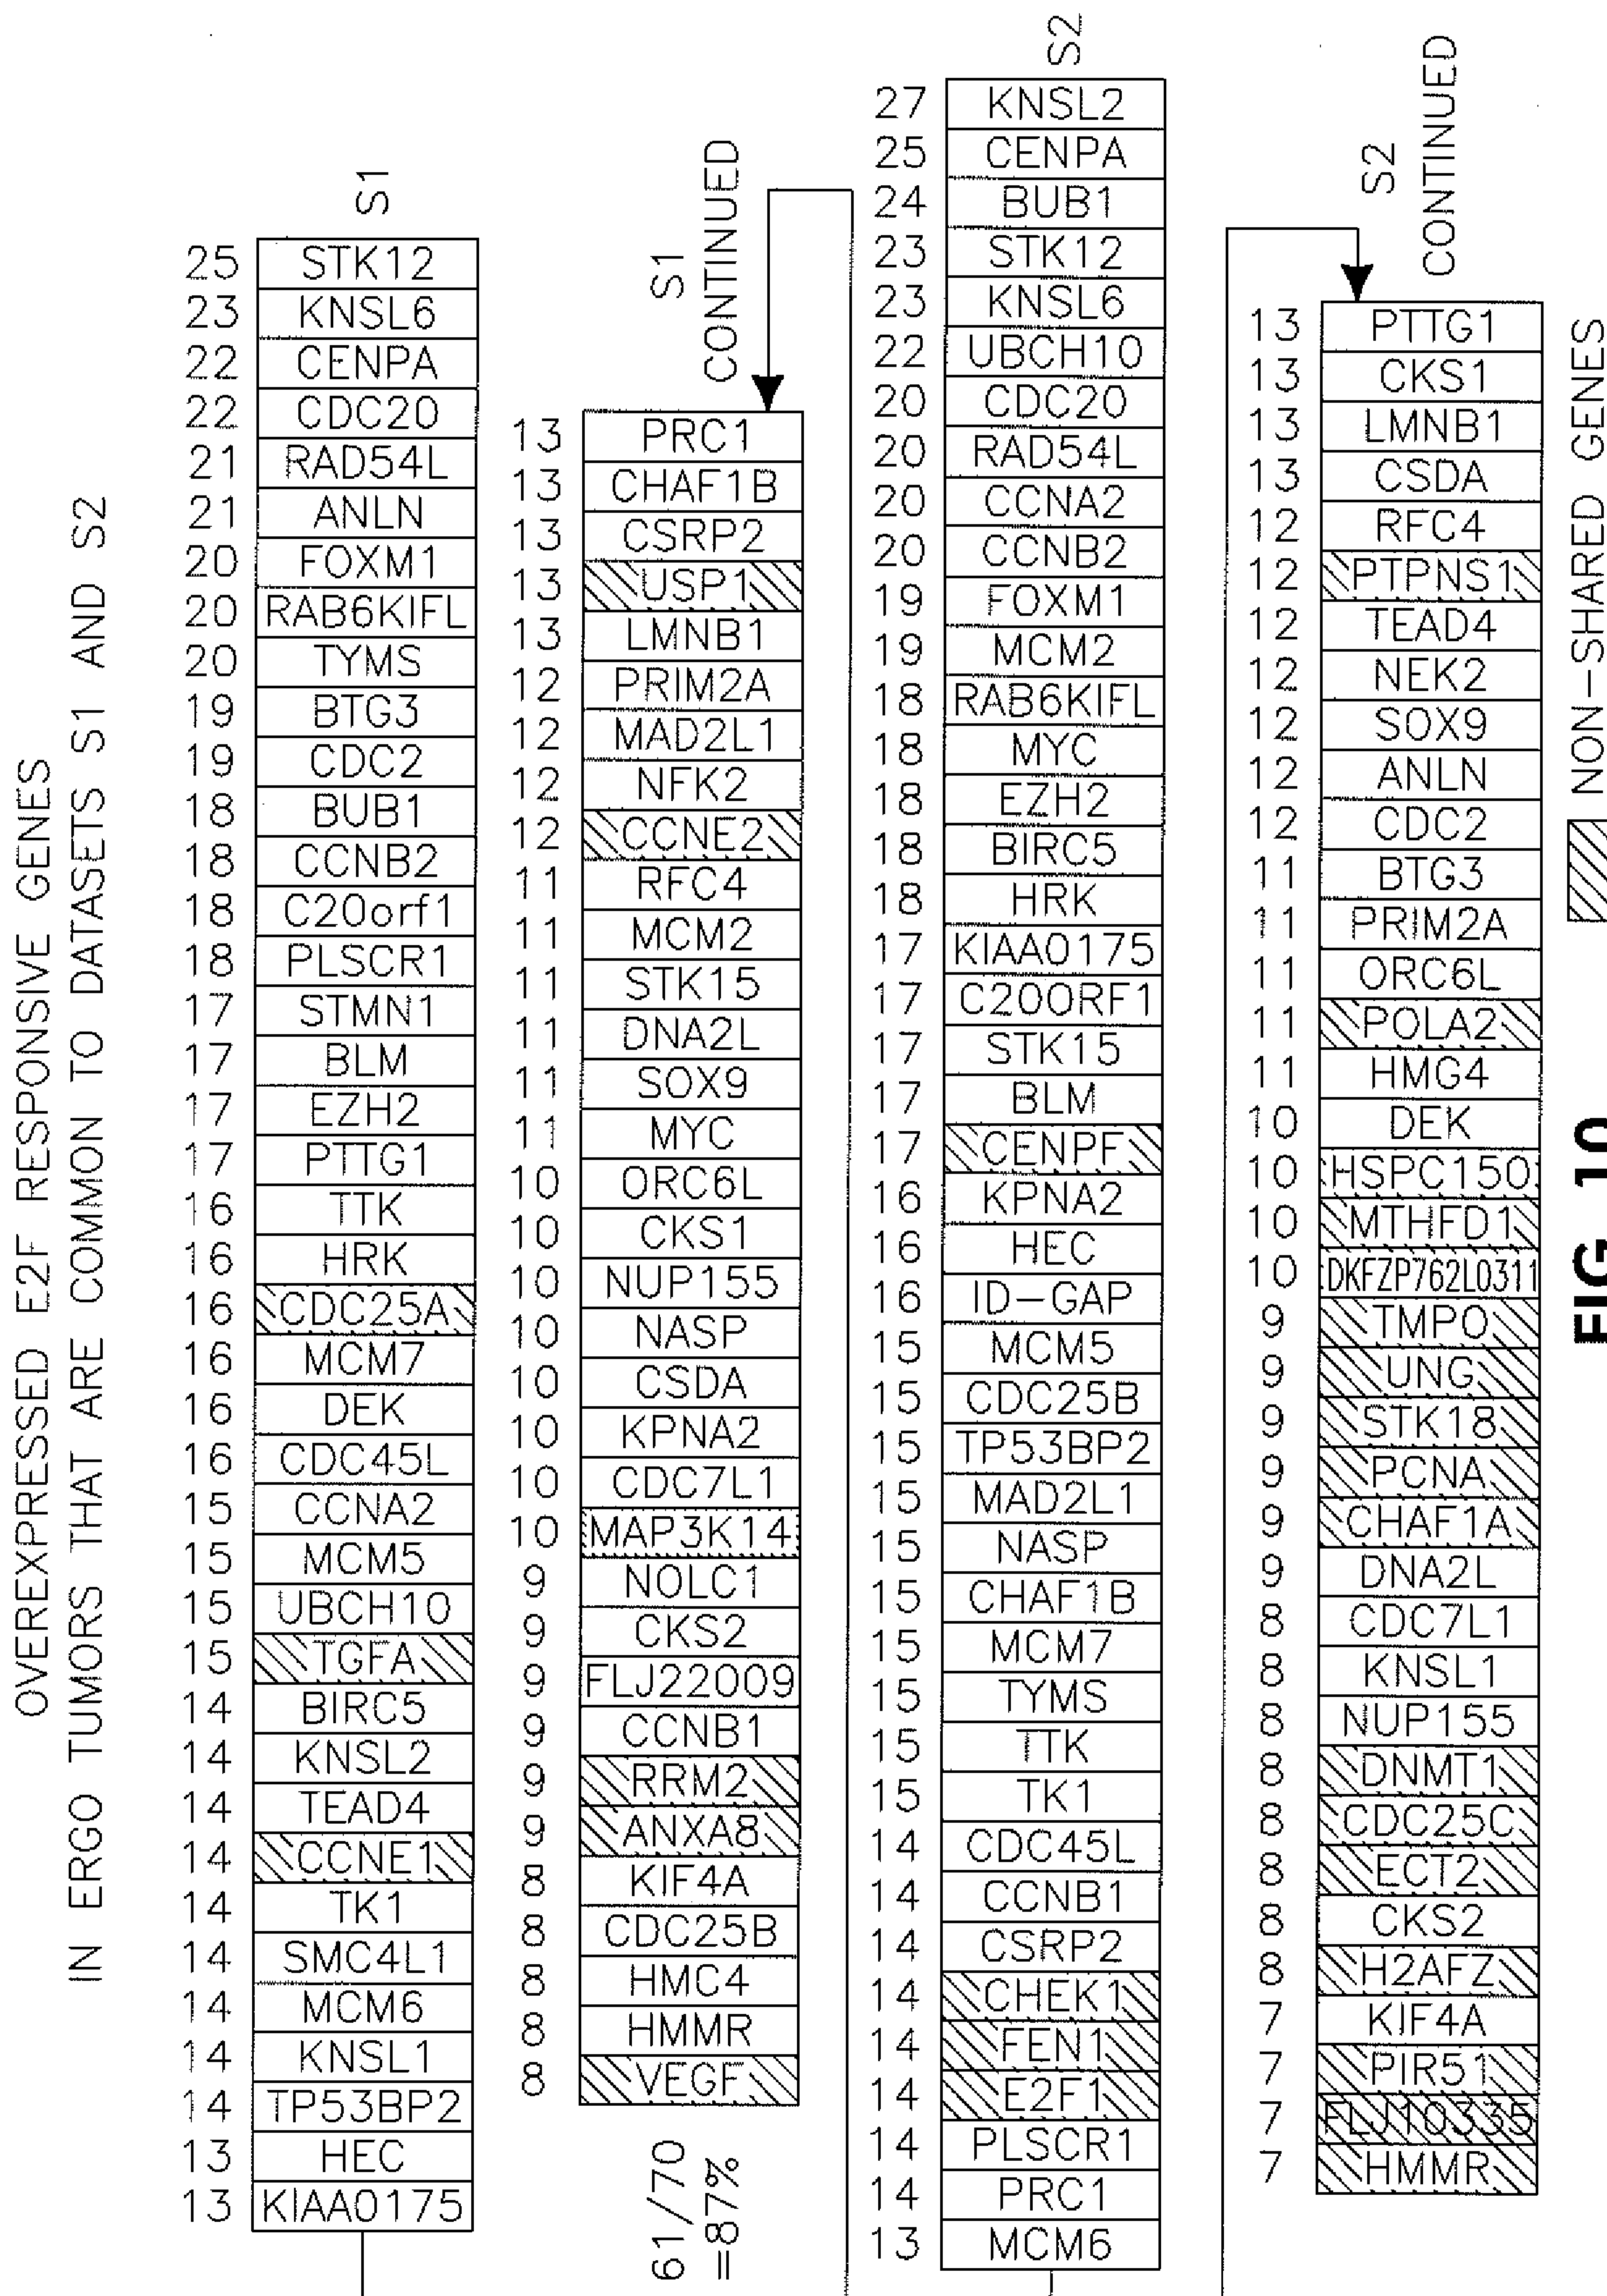 OVEREXPRESSED E2F RESPONSIVE GENES
IN ERGO TUMORS THAT ARE COMMON TO DATASETS S1 AND S2
S1
25 STK12
23 KNSL6
22 CENPA
22 CDC20
21 RAD54L
21 ANLN
20 FOXM1
20 RAB6KIFL
20 TYMS
19 BTG3
19 CDC2
18 BUB1
18 CCNB2
18 C20orf1
18 PLSCR1
17 STMN1
17 BLM
17 EZH2
17 PTTG1
16 TTK
16 HRK
16 CDC25A
16 MCM7
16 DEK
16 CDC45L
15 CCNA2
15 MCM5
15 UBCH10
15 TGFA
14 BIRC5
14 KNSL2
14 TEAD4
14 CCNE1
14 TK1
14 SMC4L1
14 MCM6
14 KNSL1
14 TP53BP2
13 HEC
13 KIAA0175
S1
CONTINUED
13 PRC1
13 CHAF1B
13 CSRP2
13 USP1
13 LMNB1
12 PRIM2A
12 MAD2L1
12 NFK2
12 CCNE2
11 RFC4
11 MCM2
11 STK15
11 DNA2L
11 SOX9
11 MYC
10 ORC6L
10 CKS1
10 NUP155
10 NASP
10 CSDA
10 KPNA2
10 CDC7L1
10 MAP3K14
9 NOLC1
9 CKS2
9 FLJ22009
9 CCNB1
9 RRM2
9 ANXA8
8 KIF4A
8 CDC25B
8 HMC4
8 HMMR
8 VEGF
61/70
=87%
S2
27 KNSL2
25 CENPA
24 BUB1
23 STK12
23 KNSL6
22 UBCH10
20 CDC20
20 RAD54L
20 CCNA2
20 CCNB2
19 FOXM1
19 MCM2
18 RAB6KIFL
18 MYC
18 EZH2
18 BIRC5
18 HRK
17 KIAA0175
17 C20ORF1
17 STK15
17 BLM
17 CENPF
16 KPNA2
16 HEC
16 ID-GAP
15 MCM5
15 CDC25B
15 TP53BP2
15 MAD2L1
15 NASP
15 CHAF1B
15 MCM7
15 TYMS
15 TTK
15 TK1
14 CDC45L
14 CCNB1
14 CSRP2
14 CHEK1
14 FEN1
14 E2F1
14 PLSCR1
14 PRC1
13 MCM6
S2
CONTINUED
13 PTTG1
13 CKS1
13 LMNB1
13 CSDA
12 RFC4
12 PTPNS1
12 TEAD4
12 NEK2
12 SOX9
12 ANLN
12 CDC2
11 BTG3
11 PRIM2A
11 ORC6L
11 POLA2
11 HMG4
10 DEK
10 HSPC150
10 MTHFD1
10 DKFZP762L0311
9 TMPO
9 UNG
9 STK18
9 PCNA
9 CHAF1A
9 DNA2L
8 CDC7L1
8 KNSL1
8 NUP155
8 DNMT1
8 CDC25C
8 ECT2
8 CKS2
8 H2AFZ
7 KIF4A
7 PIR51
7 FLJ10335
7 HMMR
NON-SHARED GENES
FIG 10